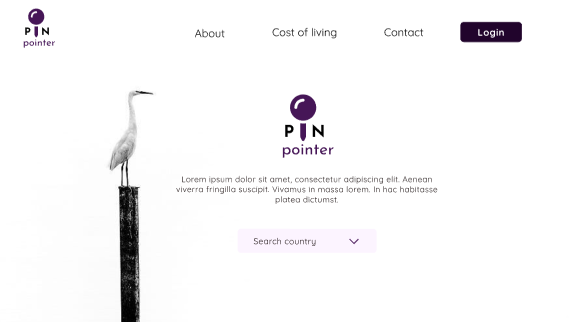 PIN
pointer
About
Cost of living
Contact
Login
PIN
pointer
Lorem ipsum dolor sit amet, consectetur adipiscing elit. Aenean
viverra fringilla suscipit. Vivamus in massa lorem. In hac habitasse
platea dictumst.
Search country